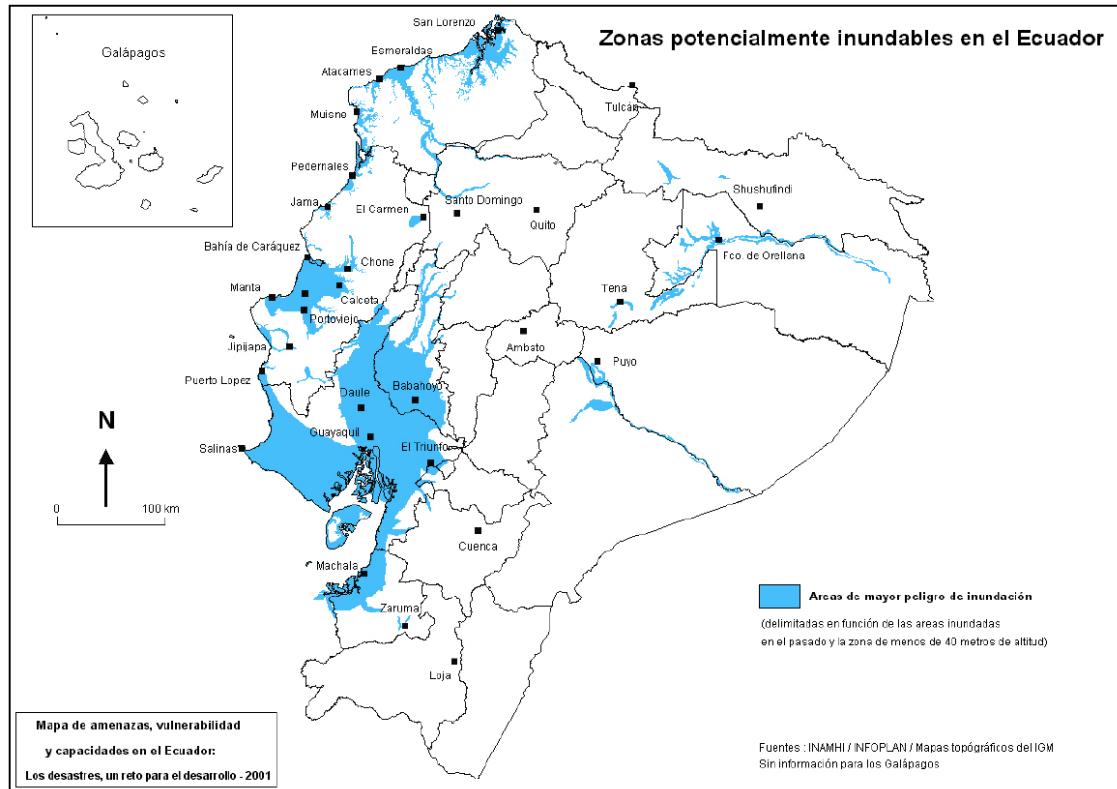 Zonas potencialmente inundables en el Ecuador
Galápagos
San Lorenzo
Esmeraldas
Atacames
Tulcán
Muisne
Pedernales
Shushufindi
Jama
El Carmen
Santo Domingo
Quito
Bahía de Caráquez
Fco. de Orellana
Chone
Manta
Calceta
Tena
Portoviejo
Jipijapa
Ambato
Puyo
Puerto Lopez
Daule
Babahoyo
N
Guayaquil
El Triunfo
Salinas
0 100 km
Cuenca
Machala
Zaruma
Loja
Areas de mayor peligro de inundación
(delimitadas en función de las areas inundadas
en el pasado y la zona de menos de 40 metros de altitud)
Mapa de amenazas, vulnerabilidad
y capacidades en el Ecuador:
Los desastres, un reto para el desarrollo - 2001
Fuentes : INAMHI / INFOPLAN / Mapas topógráficos del IGM
Sin información para los Galápagos